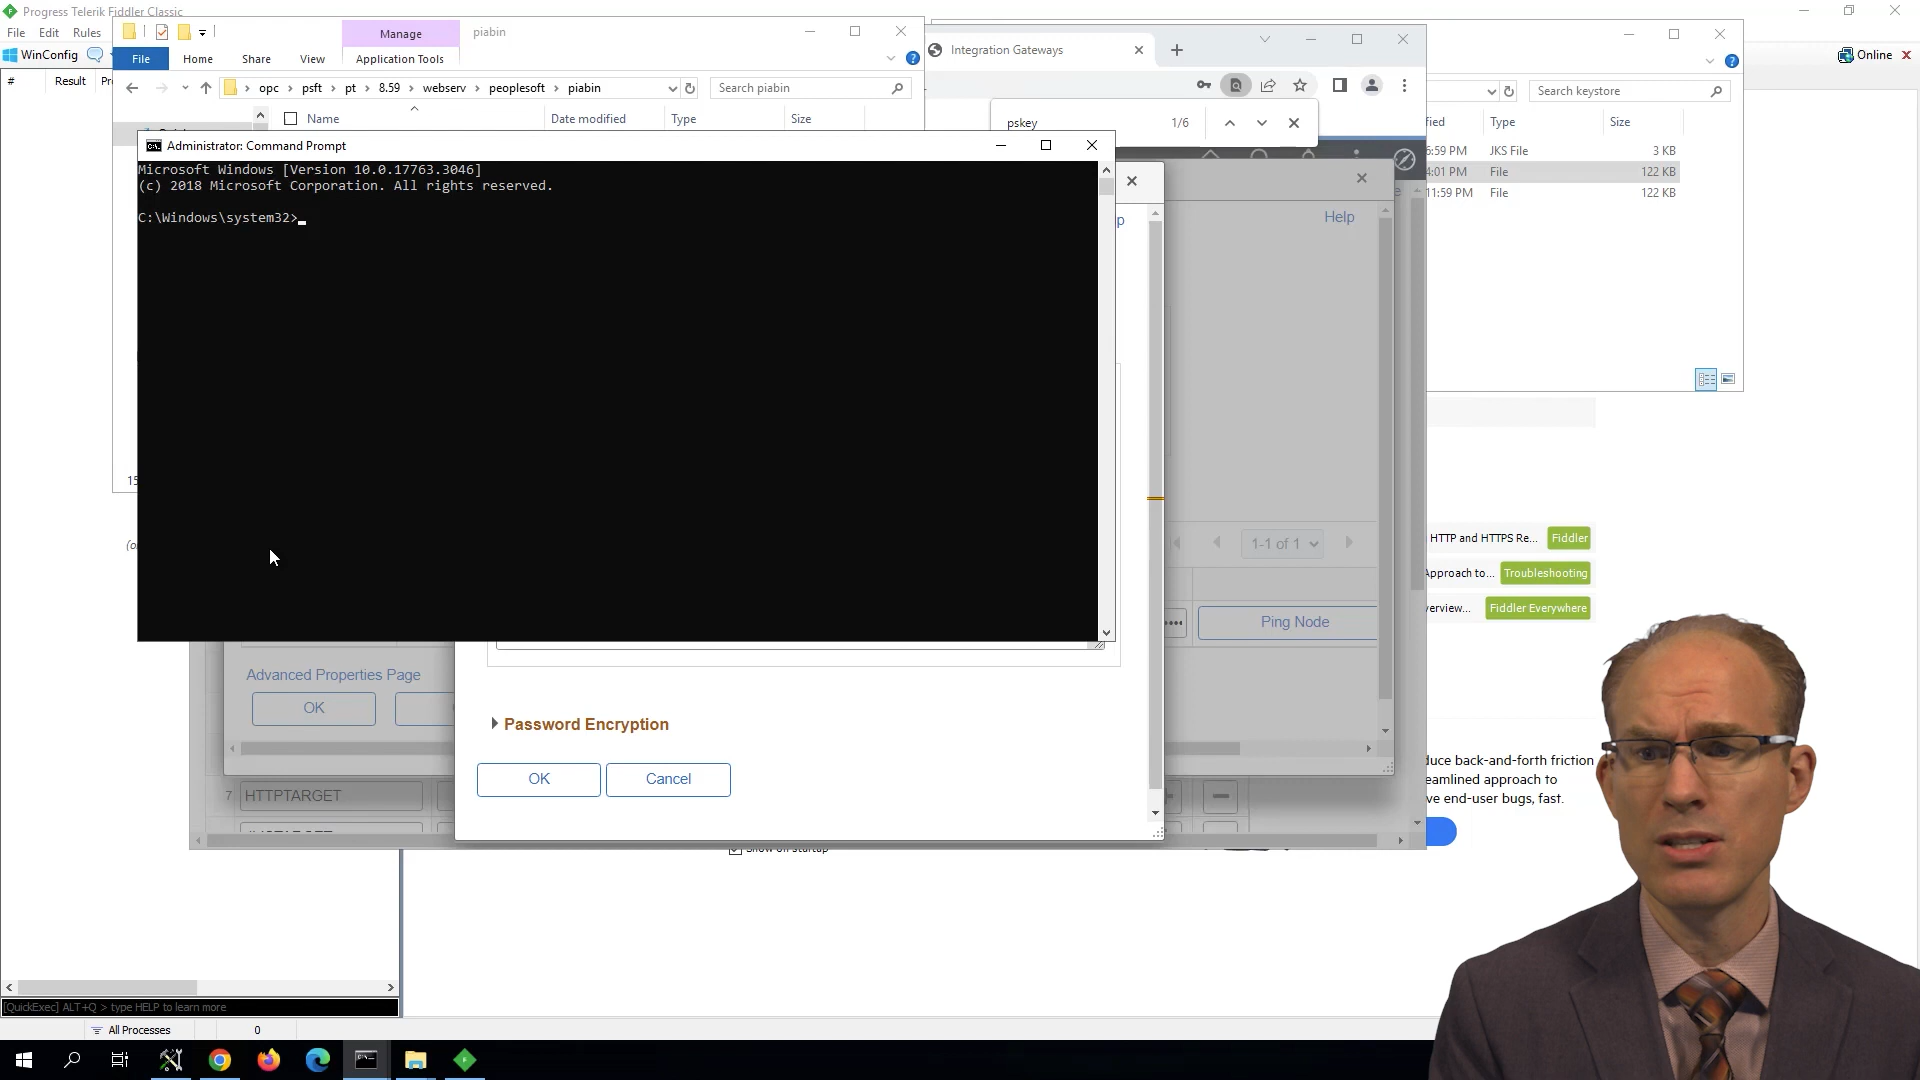 Progress Telerik Fiddler Classic
File Edit Rules
WinConfig
# Result
Manage
piabin
File Home Share View Application Tools
opc psft pt 8.59 webserv peoplesoft piabin
Search piabin
Name Date modified Type Size
Integration Gateways
pskey 1/6
Online
Search keystore
Type Size
6:59 PM JKS File 3 KB
4:01 PM File 122 KB
11:59 PM File 122 KB
Administrator: Command Prompt
Microsoft Windows [Version 10.0.17763.3046]
(c) 2018 Microsoft Corporation. All rights reserved.
C:\Windows\system32>
Help
1-1 of 1
HTTP and HTTPS Re... Fiddler
Approach to... Troubleshooting
Fiddler Everywhere
Ping Node
Advanced Properties Page
OK
Password Encryption
OK Cancel
7 HTTPTARGET
back-and-forth friction
approach to
end-user bugs, fast.
Show on startup
[QuickExec] ALT+Q > type HELP to learn more
All Processes 0